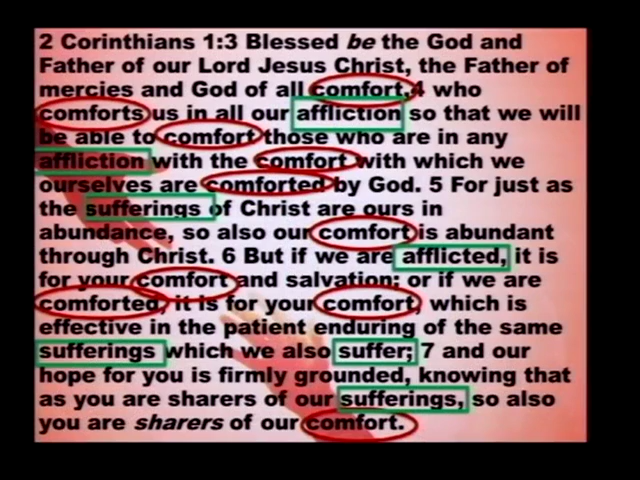 2 Corinthians 1:3 Blessed be the God and
Father of our Lord Jesus Christ, the Father of
mercies and God of all comfort,4 who
comforts us in all our affliction so that we will
be able to comfort those who are in any
affliction with the comfort with which we
ourselves are comforted by God. 5 For just as
the sufferings of Christ are ours in
abundance, so also our comfort is abundant
through Christ. 6 But if we are afflicted, it is
for your comfort and salvation; or if we are
comforted, it is for your comfort, which is
effective in the patient enduring of the same
sufferings which we also suffer; 7 and our
hope for you is firmly grounded, knowing that
as you are sharers of our sufferings, so also
you are sharers of our comfort.